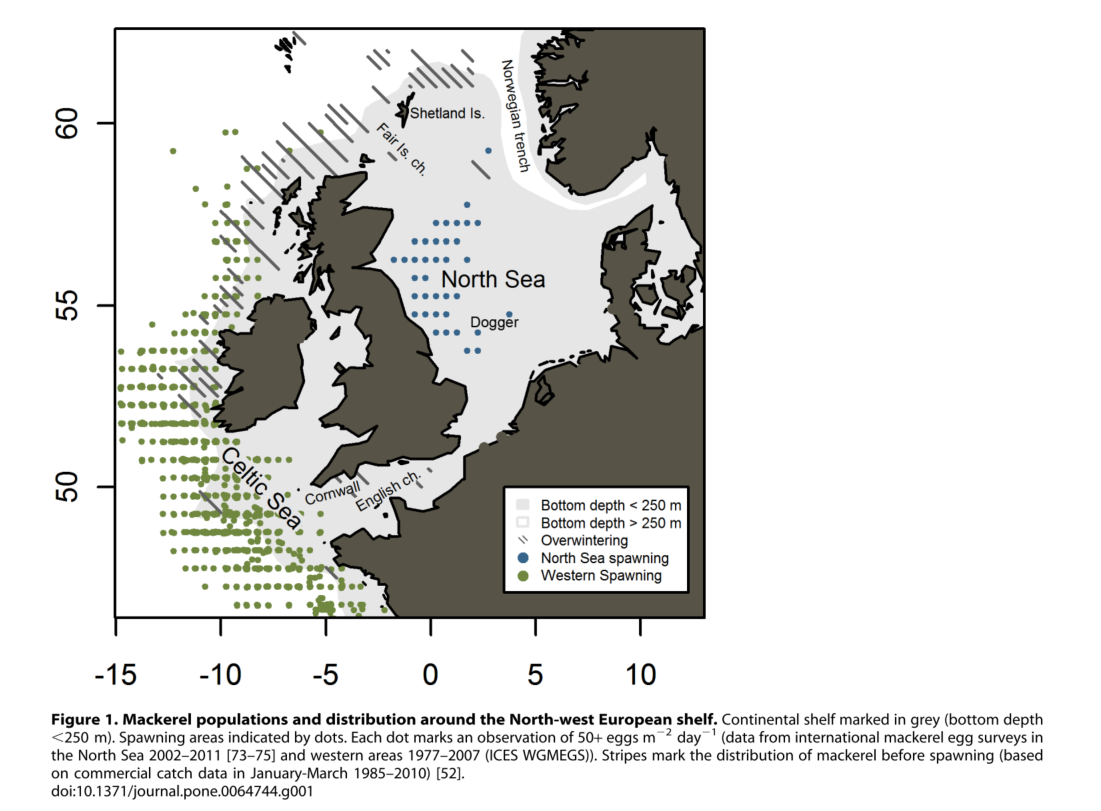 60
55
50
-15 -10 -5 0 5 10
Shetland Is.
Fair Is. ch.
Norwegian trench
North Sea
Dogger
Celtic Sea
Cornwall
English ch.
Bottom depth < 250 m
Bottom depth > 250 m
Overwintering
North Sea spawning
Western Spawning
Figure 1. Mackerel populations and distribution around the North-west European shelf. Continental shelf marked in grey (bottom depth
<250 m). Spawning areas indicated by dots. Each dot marks an observation of 50+ eggs m⁻² day⁻¹ (data from international mackerel egg surveys in
the North Sea 2002–2011 [73–75] and western areas 1977–2007 (ICES WGMEGS)). Stripes mark the distribution of mackerel before spawning (based
on commercial catch data in January-March 1985–2010) [52].
doi:10.1371/journal.pone.0064744.g001